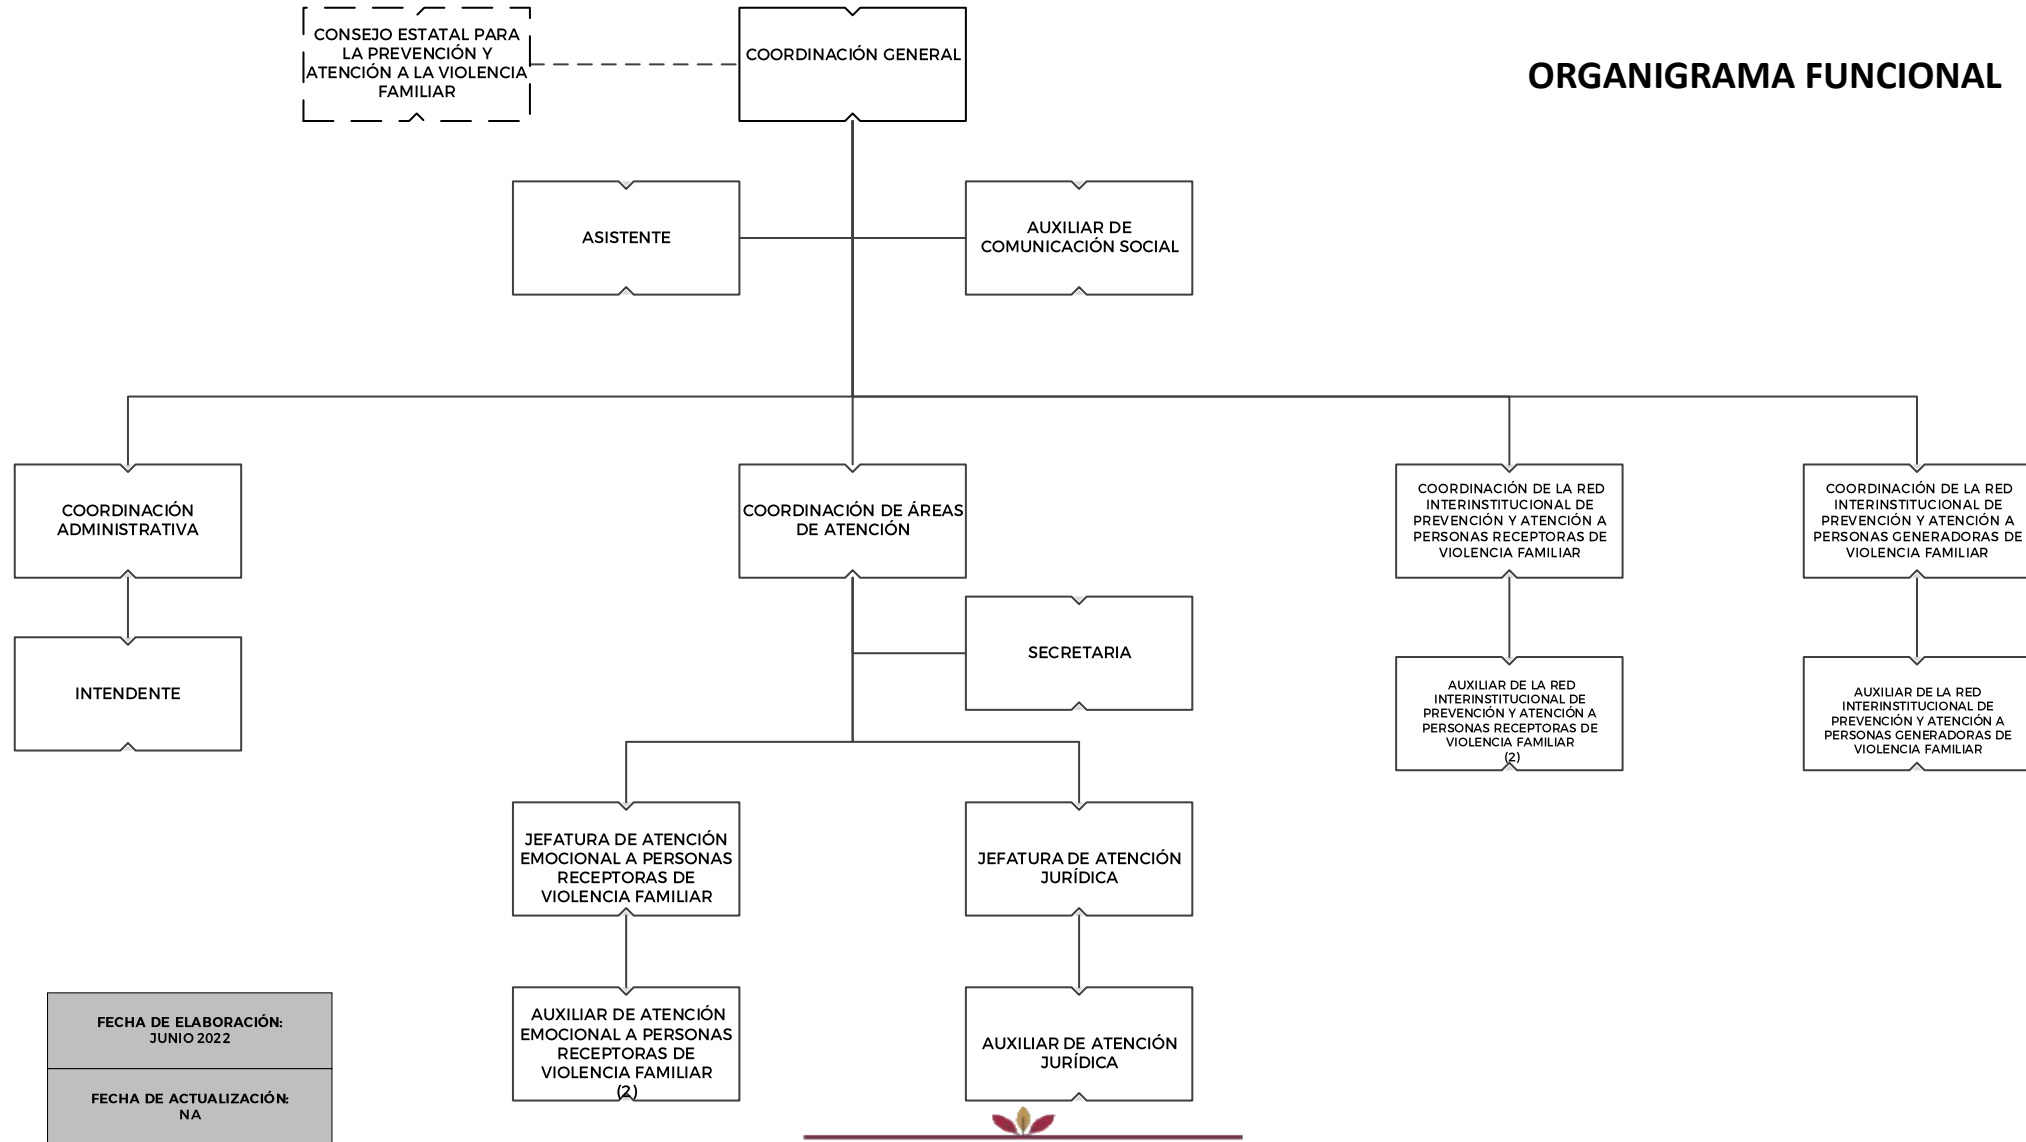 CONSEJO ESTATAL PARA
LA PREVENCIÓN Y
ATENCIÓN A LA VIOLENCIA
FAMILIAR
COORDINACIÓN GENERAL
ORGANIGRAMA FUNCIONAL
ASISTENTE
AUXILIAR DE
COMUNICACIÓN SOCIAL
COORDINACIÓN
ADMINISTRATIVA
COORDINACIÓN DE ÁREAS
DE ATENCIÓN
COORDINACIÓN DE LA RED
INTERINSTITUCIONAL DE
PREVENCIÓN Y ATENCIÓN A
PERSONAS RECEPTORAS DE
VIOLENCIA FAMILIAR
COORDINACIÓN DE LA RED
INTERINSTITUCIONAL DE
PREVENCIÓN Y ATENCIÓN A
PERSONAS GENERADORAS DE
VIOLENCIA FAMILIAR
INTENDENTE
SECRETARIA
AUXILIAR DE LA RED
INTERINSTITUCIONAL DE
PREVENCIÓN Y ATENCIÓN A
PERSONAS RECEPTORAS DE
VIOLENCIA FAMILIAR
(2)
AUXILIAR DE LA RED
INTERINSTITUCIONAL DE
PREVENCIÓN Y ATENCIÓN A
PERSONAS GENERADORAS DE
VIOLENCIA FAMILIAR
JEFATURA DE ATENCIÓN
EMOCIONAL A PERSONAS
RECEPTORAS DE
VIOLENCIA FAMILIAR
JEFATURA DE ATENCIÓN
JURÍDICA
AUXILIAR DE ATENCIÓN
EMOCIONAL A PERSONAS
RECEPTORAS DE
VIOLENCIA FAMILIAR
(2)
AUXILIAR DE ATENCIÓN
JURÍDICA
FECHA DE ELABORACIÓN:
JUNIO 2022
FECHA DE ACTUALIZACIÓN:
NA